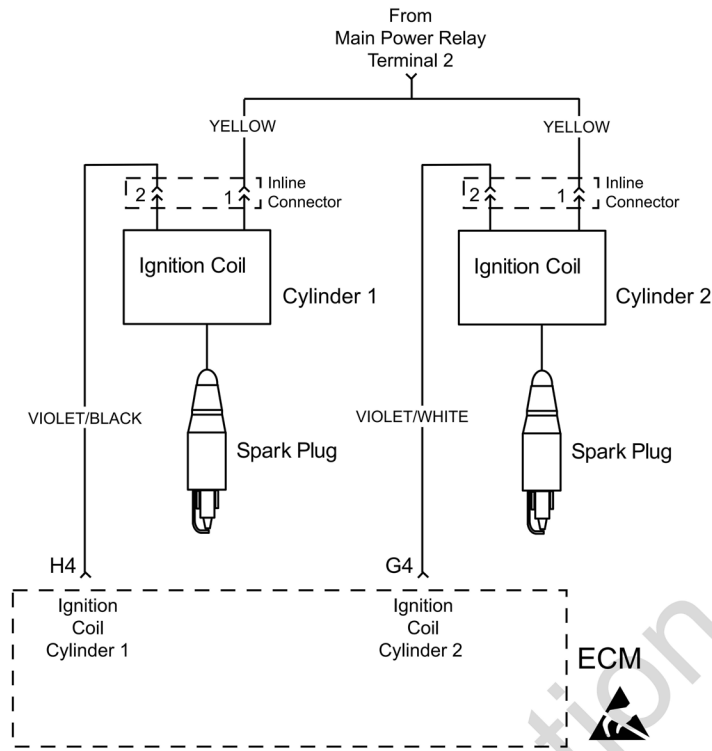 From
Main Power Relay
Terminal 2
YELLOW
YELLOW
2
1
Inline
Connector
2
1
Inline
Connector
Ignition Coil
Cylinder 1
Ignition Coil
Cylinder 2
VIOLET/BLACK
VIOLET/WHITE
Spark Plug
Spark Plug
H4
G4
Ignition
Coil
Cylinder 1
Ignition
Coil
Cylinder 2
ECM
tion